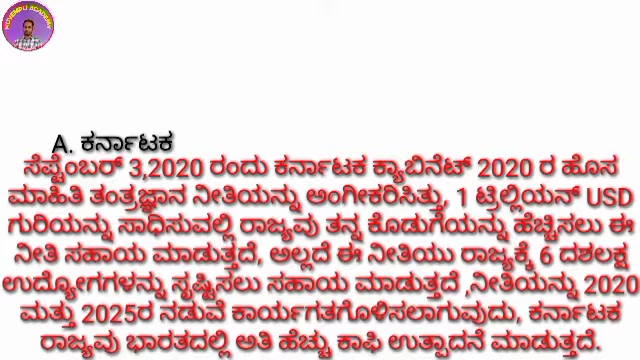 KUVEMPU ACADEMY
A. ಕರ್ನಾಟಕ
ಸೆಪ್ಟೆಂಬರ್ 3,2020 ರಂದು ಕರ್ನಾಟಕ ಕ್ಯಾಬಿನೆಟ್ 2020 ರ ಹೊಸ
ಮಾಹಿತಿ ತಂತ್ರಜ್ಞಾನ ನೀತಿಯನ್ನು ಅಂಗೀಕರಿಸಿತ್ತು, 1 ಟ್ರಿಲ್ಲಿಯನ್ USD
ಗುರಿಯನ್ನು ಸಾಧಿಸುವಲ್ಲಿ ರಾಜ್ಯವು ತನ್ನ ಕೊಡುಗೆಯನ್ನು ಹೆಚ್ಚಿಸಲು ಈ
ನೀತಿ ಸಹಾಯ ಮಾಡುತ್ತದೆ, ಅಲ್ಲದೆ ಈ ನೀತಿಯು ರಾಜ್ಯಕ್ಕೆ 6 ದಶಲಕ್ಷ
ಉದ್ಯೋಗಗಳನ್ನು ಸೃಷ್ಟಿಸಲು ಸಹಾಯ ಮಾಡುತ್ತದೆ ,ನೀತಿಯನ್ನು 2020
ಮತ್ತು 2025ರ ನಡುವೆ ಕಾರ್ಯಗತಗೊಳಿಸಲಾಗುವುದು, ಕರ್ನಾಟಕ
ರಾಜ್ಯವು ಭಾರತದಲ್ಲಿ ಅತಿ ಹೆಚ್ಚು ಕಾಫಿ ಉತ್ಪಾದನೆ ಮಾಡುತ್ತದೆ.